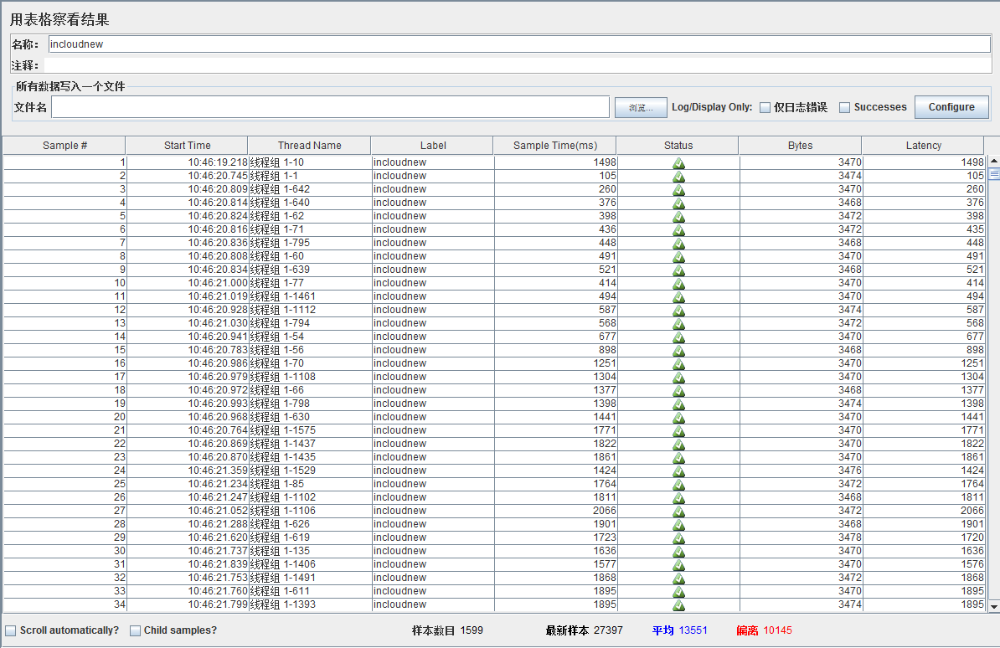 用表格察看结果
名称： incloudnew
注释：
所有数据写入一个文件
文件名 浏览... Log/Display Only: 仅日志错误 Successes Configure
Sample # Start Time Thread Name Label Sample Time(ms) Status Bytes Latency
1 10:46:19.218 线程组 1-10 incloudnew 1498 3470 1498
2 10:46:20.745 线程组 1-1 incloudnew 105 3474 105
3 10:46:20.809 线程组 1-642 incloudnew 260 3470 260
4 10:46:20.814 线程组 1-640 incloudnew 376 3468 376
5 10:46:20.824 线程组 1-62 incloudnew 398 3472 398
6 10:46:20.816 线程组 1-71 incloudnew 436 3472 435
7 10:46:20.836 线程组 1-795 incloudnew 448 3468 448
8 10:46:20.808 线程组 1-60 incloudnew 491 3470 491
9 10:46:20.834 线程组 1-639 incloudnew 521 3468 521
10 10:46:21.000 线程组 1-77 incloudnew 414 3470 414
11 10:46:21.019 线程组 1-1461 incloudnew 494 3470 494
12 10:46:20.928 线程组 1-1112 incloudnew 587 3474 587
13 10:46:21.030 线程组 1-794 incloudnew 568 3472 568
14 10:46:20.941 线程组 1-54 incloudnew 677 3470 677
15 10:46:20.783 线程组 1-56 incloudnew 898 3468 898
16 10:46:20.986 线程组 1-70 incloudnew 1251 3470 1251
17 10:46:20.979 线程组 1-1108 incloudnew 1304 3470 1304
18 10:46:20.972 线程组 1-66 incloudnew 1377 3468 1377
19 10:46:20.993 线程组 1-798 incloudnew 1398 3474 1398
20 10:46:20.968 线程组 1-630 incloudnew 1441 3470 1441
21 10:46:20.764 线程组 1-1575 incloudnew 1771 3470 1771
22 10:46:20.869 线程组 1-1437 incloudnew 1822 3470 1822
23 10:46:20.870 线程组 1-1435 incloudnew 1861 3470 1861
24 10:46:21.359 线程组 1-1529 incloudnew 1424 3476 1424
25 10:46:21.234 线程组 1-85 incloudnew 1764 3472 1764
26 10:46:21.247 线程组 1-1102 incloudnew 1811 3468 1811
27 10:46:21.052 线程组 1-1106 incloudnew 2066 3472 2066
28 10:46:21.288 线程组 1-626 incloudnew 1901 3468 1901
29 10:46:21.620 线程组 1-619 incloudnew 1723 3478 1720
30 10:46:21.737 线程组 1-135 incloudnew 1636 3470 1636
31 10:46:21.839 线程组 1-1406 incloudnew 1577 3470 1576
32 10:46:21.753 线程组 1-1491 incloudnew 1868 3472 1868
33 10:46:21.760 线程组 1-611 incloudnew 1895 3470 1895
34 10:46:21.799 线程组 1-1393 incloudnew 1895 3474 1895
Scroll automatically? Child samples? 样本数目 1599 最新样本 27397 平均 13551 偏离 10145